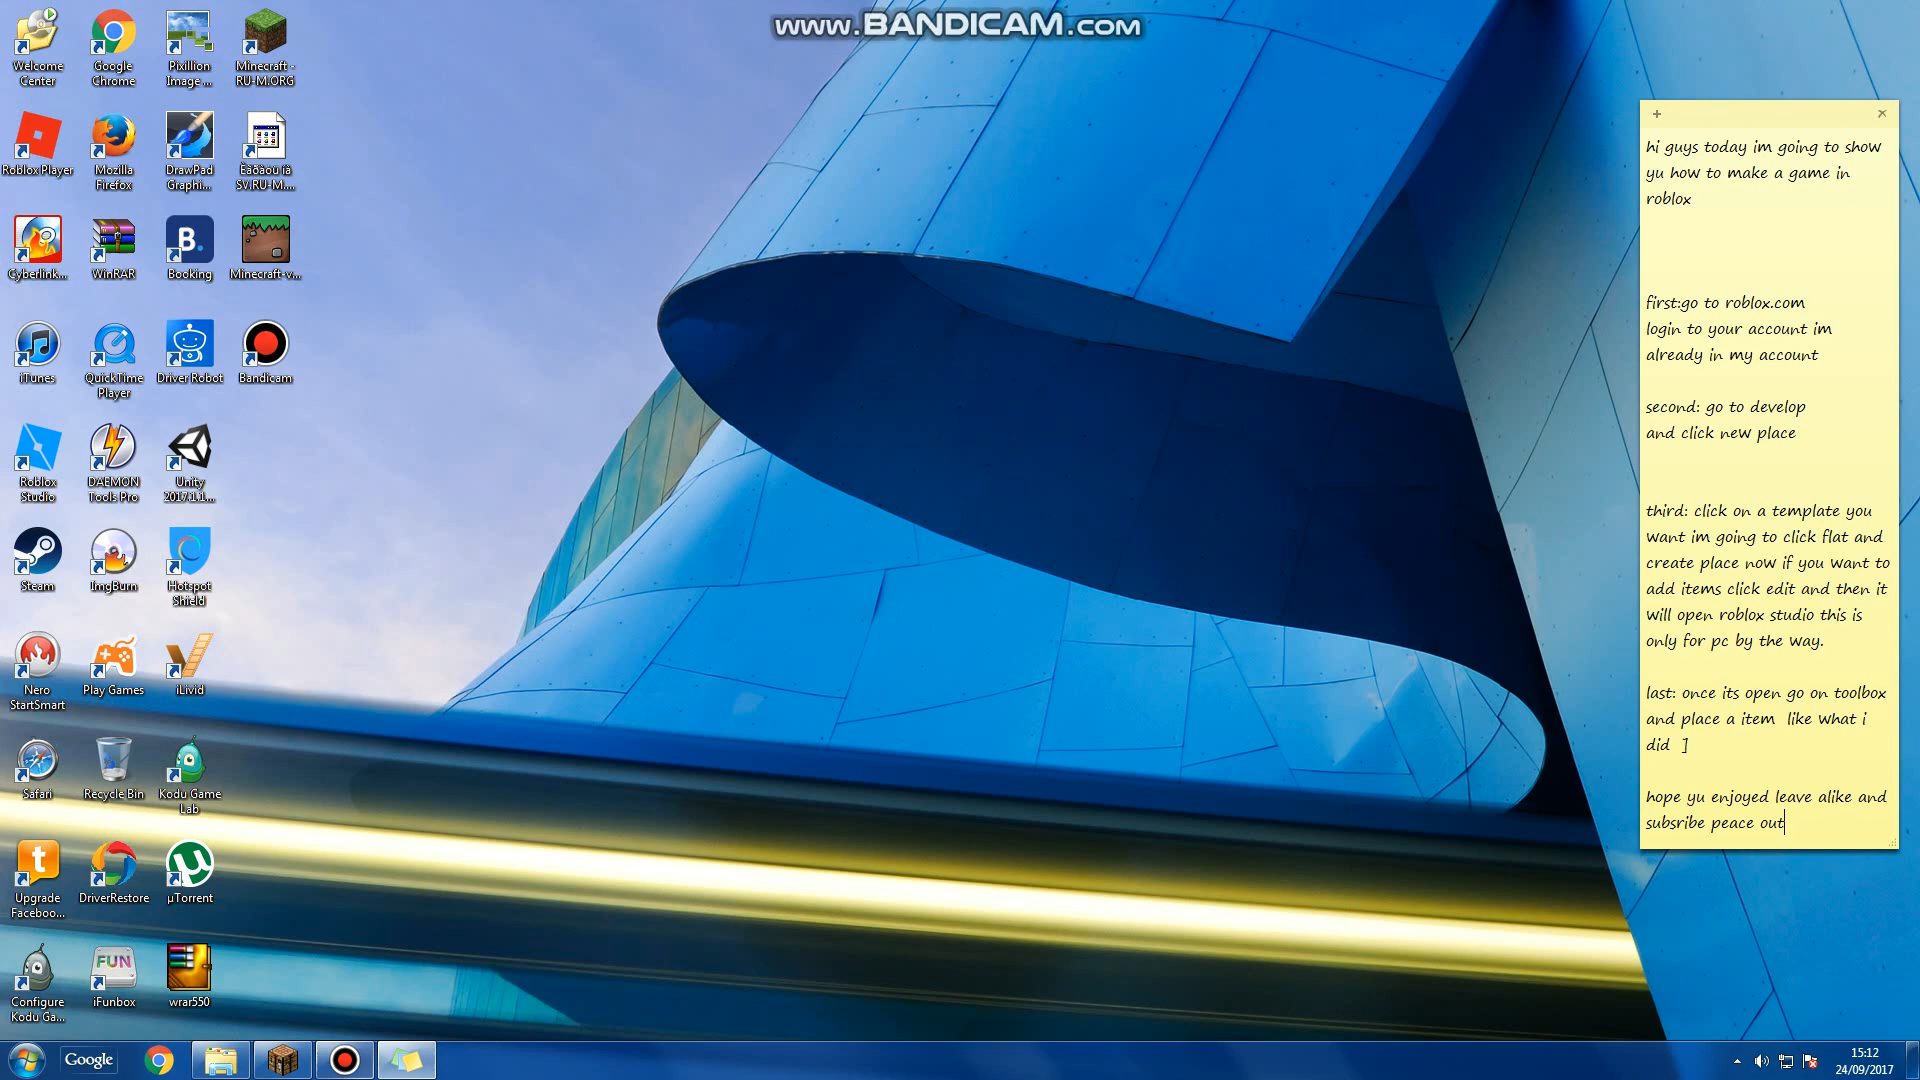 www.BANDICAM.com
Welcome Center
Google Chrome
Pixillion Image ...
Minecraft - RU-M.ORG
Roblox Player
Mozilla Firefox
DrawPad Graphi...
SV.RU-M....
Cyberlink...
WinRAR
B.
Booking
Minecraft-v...
iTunes
QuickTime Player
Driver Robot
Bandicam
Roblox Studio
DAEMON Tools Pro
Unity 2017.1.1...
Steam
ImgBurn
Hotspot Shield
Nero StartSmart
Play Games
iLivid
Safari
Recycle Bin
Kodu Game Lab
Upgrade Faceboo...
DriverRestore
µTorrent
Configure Kodu Ga...
FUN
iFunbox
wrar550
hi guys today im going to show
yu how to make a game in
roblox
first:go to roblox.com
login to your account im
already in my account
second: go to develop
and click new place
third: click on a template you
want im going to click flat and
create place now if you want to
add items click edit and then it
will open roblox studio this is
only for pc by the way.
last: once its open go on toolbox
and place a item  like what i
did  ]
hope yu enjoyed leave alike and
subsribe peace out
Google
15:12
24/09/2017